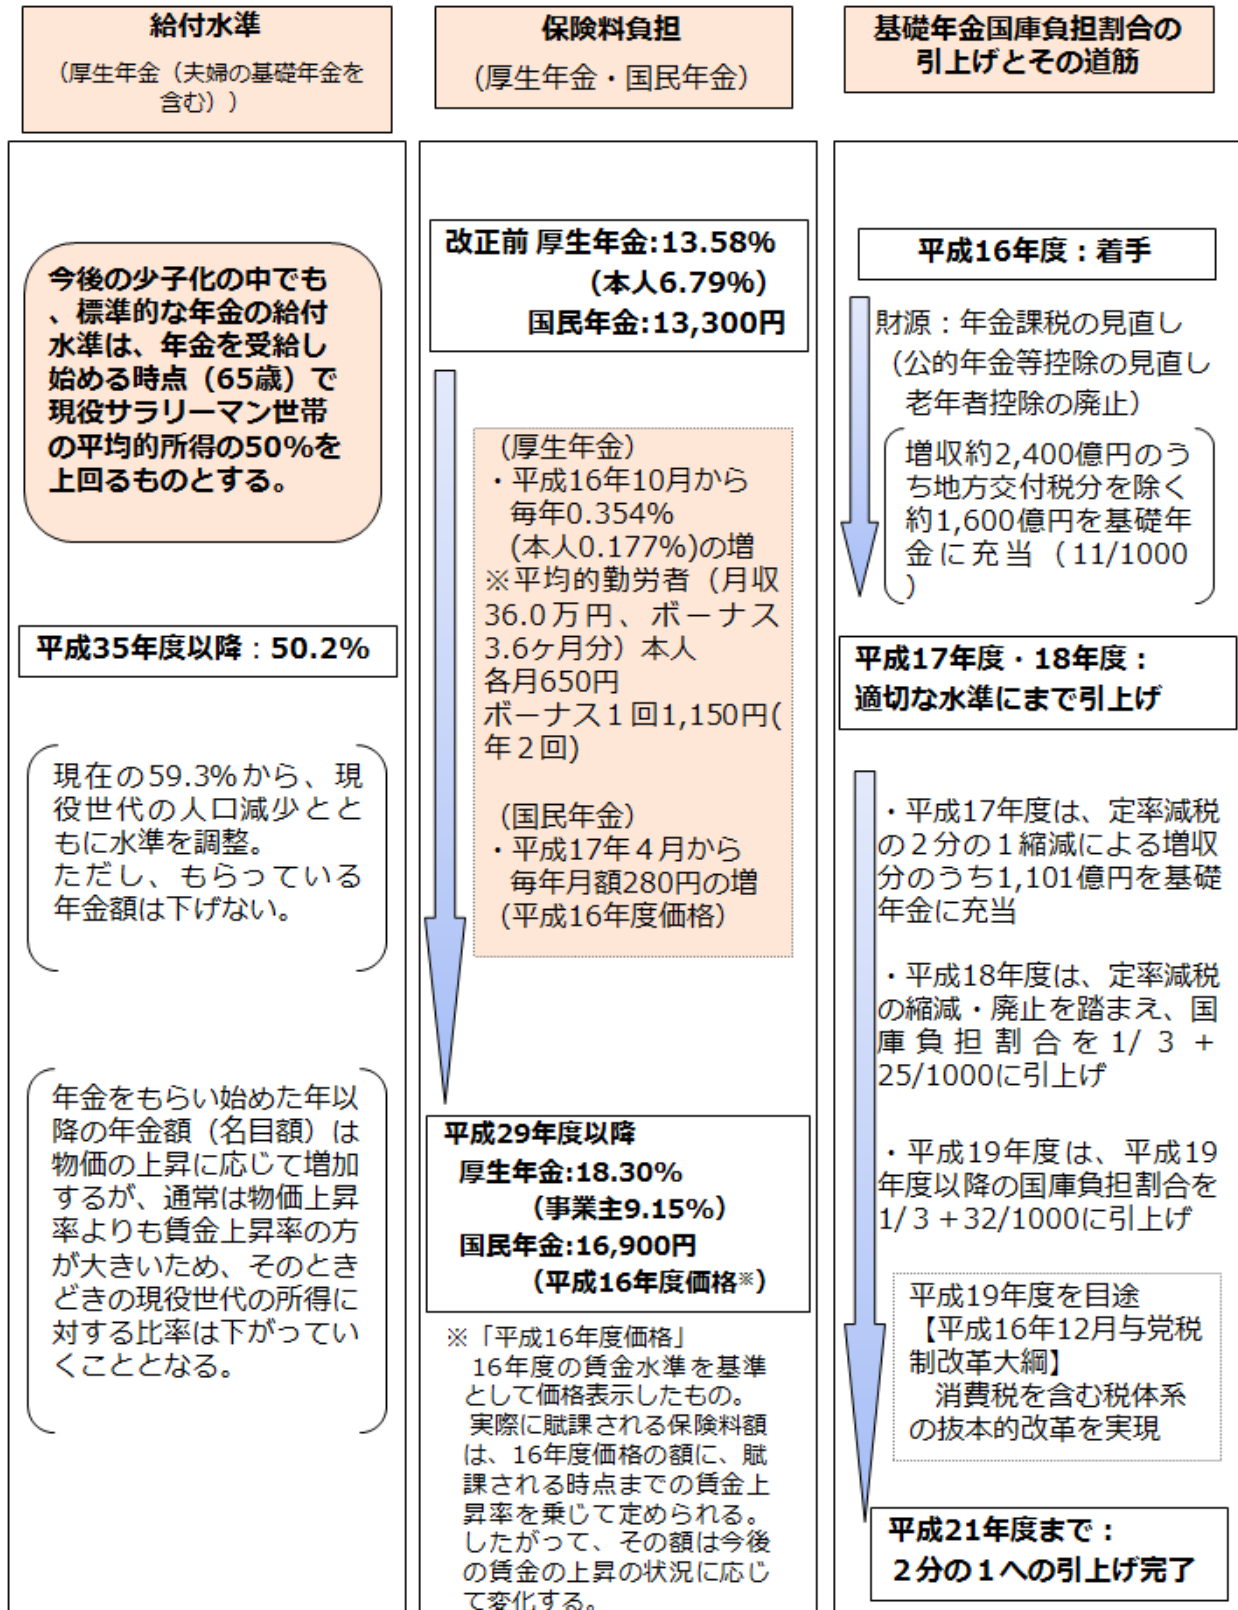 給付水準
（厚生年金（夫婦の基礎年金を
含む））
今後の少子化の中でも
、標準的な年金の給付
水準は、年金を受給し
始める時点（65歳）で
現役サラリーマン世帯
の平均的所得の50%を
上回るものとする。
平成35年度以降：50.2%
現在の59.3%から、現
役世代の人口減少とと
もに水準を調整。
ただし、もらっている
年金額は下げない。
年金をもらい始めた年以
降の年金額（名目額）は
物価の上昇に応じて増加
するが、通常は物価上昇
率よりも賃金上昇率の方
が大きいため、そのとき
どきの現役世代の所得に
対する比率は下がってい
くこととなる。
保険料負担
（厚生年金・国民年金）
改正前 厚生年金:13.58%
（本人6.79%）
国民年金:13,300円
（厚生年金）
・平成16年10月から
毎年0.354%
(本人0.177%)の増
※平均的勤労者（月収
36.0万円、ボーナス
3.6ヶ月分）本人
各月650円
ボーナス１回1,150円(
年２回)
（国民年金）
・平成17年４月から
毎年月額280円の増
（平成16年度価格）
平成29年度以降
厚生年金:18.30%
（事業主9.15%）
国民年金:16,900円
（平成16年度価格※）
※「平成16年度価格」
16年度の賃金水準を基準
として価格表示したもの。
実際に賦課される保険料額
は、16年度価格の額に、賦
課される時点までの賃金上
昇率を乗じて定められる。
したがって、その額は今後
の賃金の上昇の状況に応じ
て変化する。
基礎年金国庫負担割合の
引上げとその道筋
平成16年度：着手
財源：年金課税の見直し
（公的年金等控除の見直し
老年者控除の廃止）
増収約2,400億円のう
ち地方交付税分を除く
約1,600億円を基礎年
金に充当（11/1000
）
平成17年度・18年度：
適切な水準にまで引上げ
・平成17年度は、定率減税
の２分の１縮減による増収
分のうち1,101億円を基礎
年金に充当
・平成18年度は、定率減税
の縮減・廃止を踏まえ、国
庫負担割合を1/３＋
25/1000に引上げ
・平成19年度は、平成19
年度以降の国庫負担割合を
1/３＋32/1000に引上げ
平成19年度を目途
【平成16年12月与党税
制改革大綱】
消費税を含む税体系
の抜本的改革を実現
平成21年度まで：
２分の１への引上げ完了